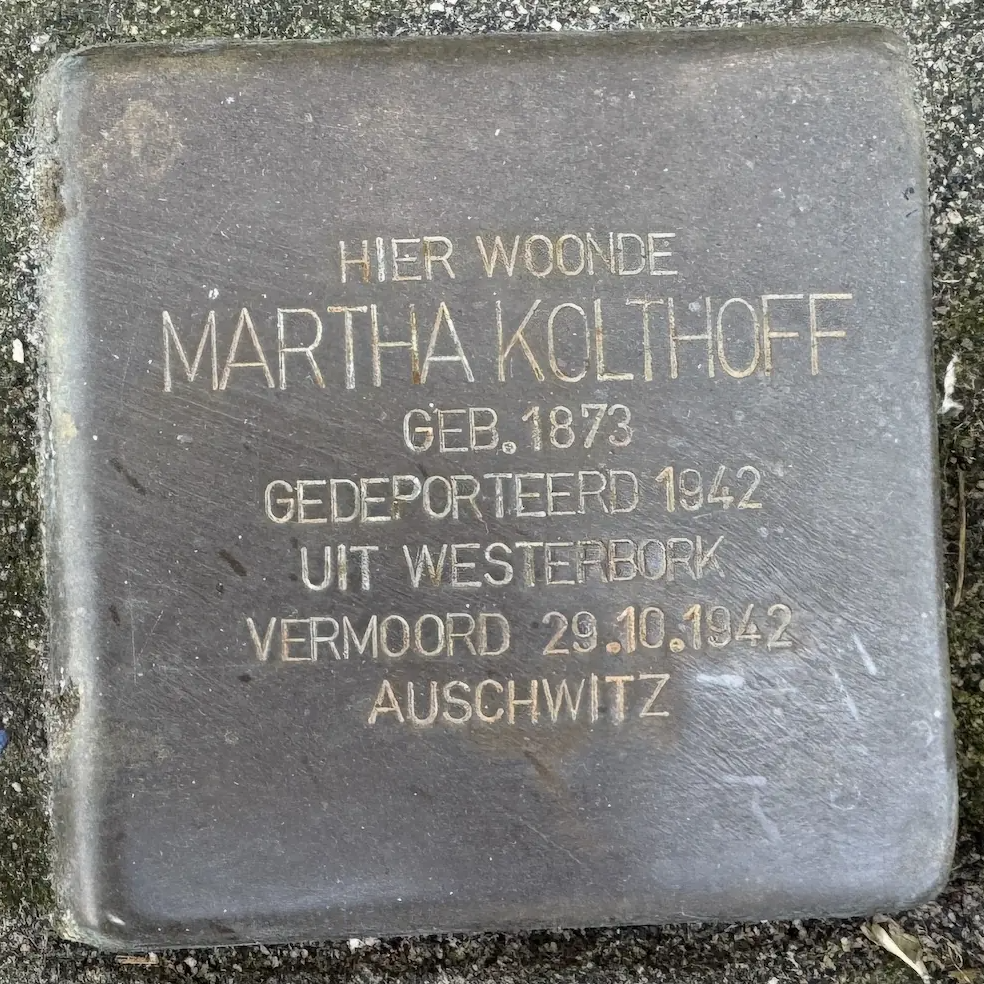 HIER WOONDE
MARTHA KOLTHOFF
GEB. 1873
GEDEPORTEERD 1942
UIT WESTERBORK
VERMOORD 29.10.1942
AUSCHWITZ